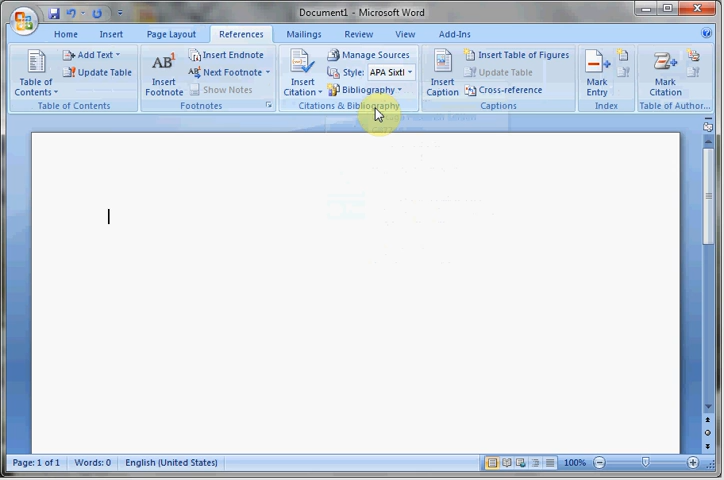 Document1 - Microsoft Word
Home Insert Page Layout References Mailings Review View Add-Ins
Table of Contents
Add Text
Update Table
Table of Contents
AB1
Insert Footnote
Insert Endnote
Next Footnote
Show Notes
Footnotes
Insert Citation
Manage Sources
Style: APA Sixtl
Bibliography
Citations & Bibliography
Insert Caption
Insert Table of Figures
Update Table
Cross-reference
Captions
Mark Entry
Index
Mark Citation
Table of Author...
Page: 1 of 1 Words: 0 English (United States) 100%